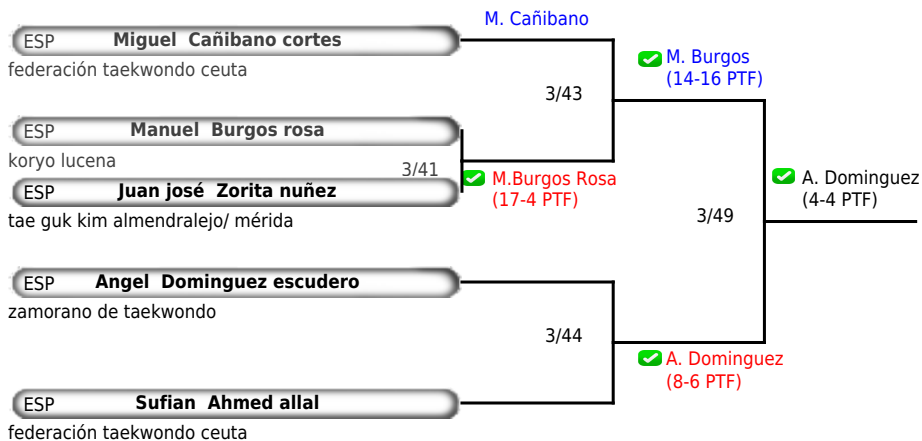 M. Cañibano
ESP Miguel Cañibano cortes
federación taekwondo ceuta
M. Burgos
(14-16 PTF)
3/43
ESP Manuel Burgos rosa
koryo lucena
3/41
M.Burgos Rosa
(17-4 PTF)
A. Dominguez
(4-4 PTF)
ESP Juan josé Zorita nuñez
tae guk kim almendralejo/ mérida
3/49
ESP Angel Dominguez escudero
zamorano de taekwondo
3/44
A. Dominguez
(8-6 PTF)
ESP Sufian Ahmed allal
federación taekwondo ceuta